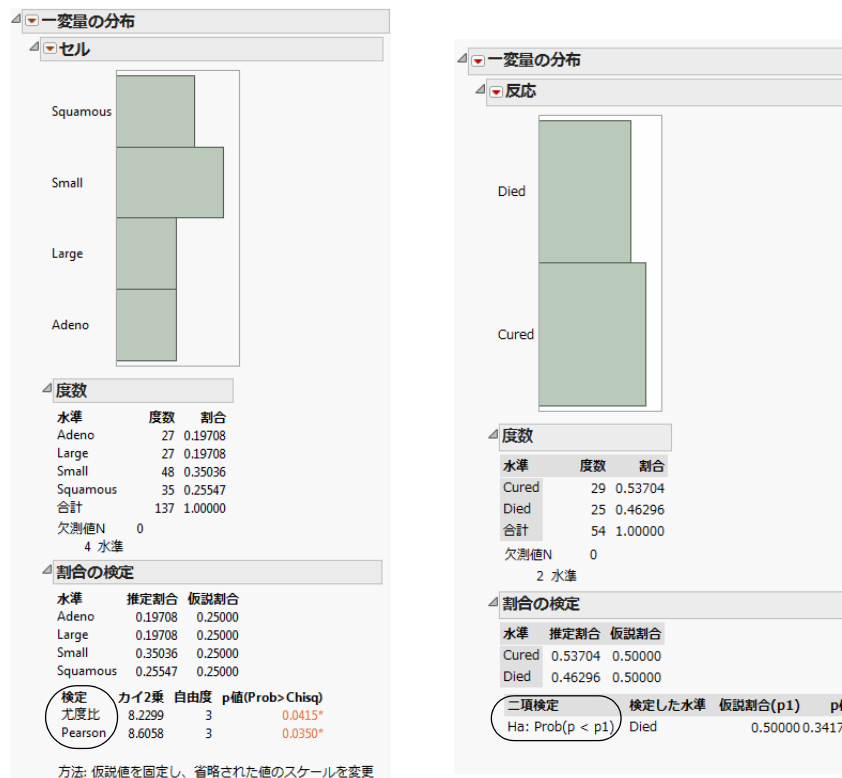 一変量の分布
セル
Squamous
Small
Large
Adeno
度数
水準 度数 割合
Adeno 27 0.19708
Large 27 0.19708
Small 48 0.35036
Squamous 35 0.25547
合計 137 1.00000
欠測値N 0
4 水準
割合の検定
水準 推定割合 仮説割合
Adeno 0.19708 0.25000
Large 0.19708 0.25000
Small 0.35036 0.25000
Squamous 0.25547 0.25000
検定 カイ2乗 自由度 p値(Prob>Chisq)
尤度比 8.2299 3 0.0415*
Pearson 8.6058 3 0.0350*
方法: 仮説値を固定し、省略された値のスケールを変更
一変量の分布
反応
Died
Cured
度数
水準 度数 割合
Cured 29 0.53704
Died 25 0.46296
合計 54 1.00000
欠測値N 0
2 水準
割合の検定
水準 推定割合 仮説割合
Cured 0.53704 0.50000
Died 0.46296 0.50000
二項検定 検定した水準 仮説割合(p1)
Ha: Prob(p < p1) Died 0.50000 0.3417